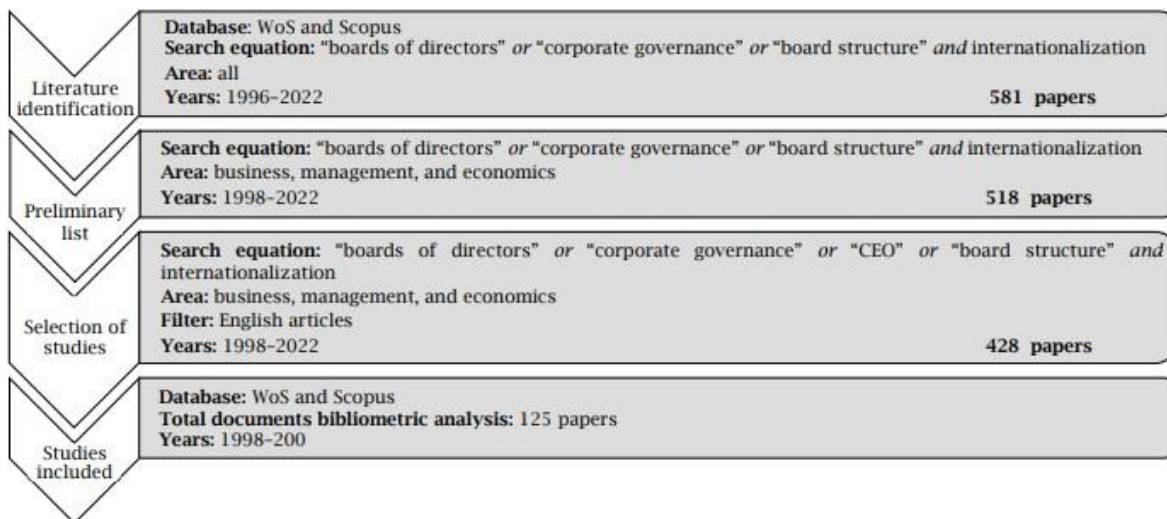 Literature
identification
Database: WoS and Scopus
Search equation: “boards of directors” or “corporate governance” or “board structure” and internationalization
Area: all
Years: 1996–2022 581 papers
Preliminary
list
Search equation: “boards of directors” or “corporate governance” or “board structure” and internationalization
Area: business, management, and economics
Years: 1998–2022 518 papers
Selection of
studies
Search equation: “boards of directors” or “corporate governance” or “CEO” or “board structure” and
internationalization
Area: business, management, and economics
Filter: English articles
Years: 1998–2022 428 papers
Studies
included
Database: WoS and Scopus
Total documents bibliometric analysis: 125 papers
Years: 1998–200